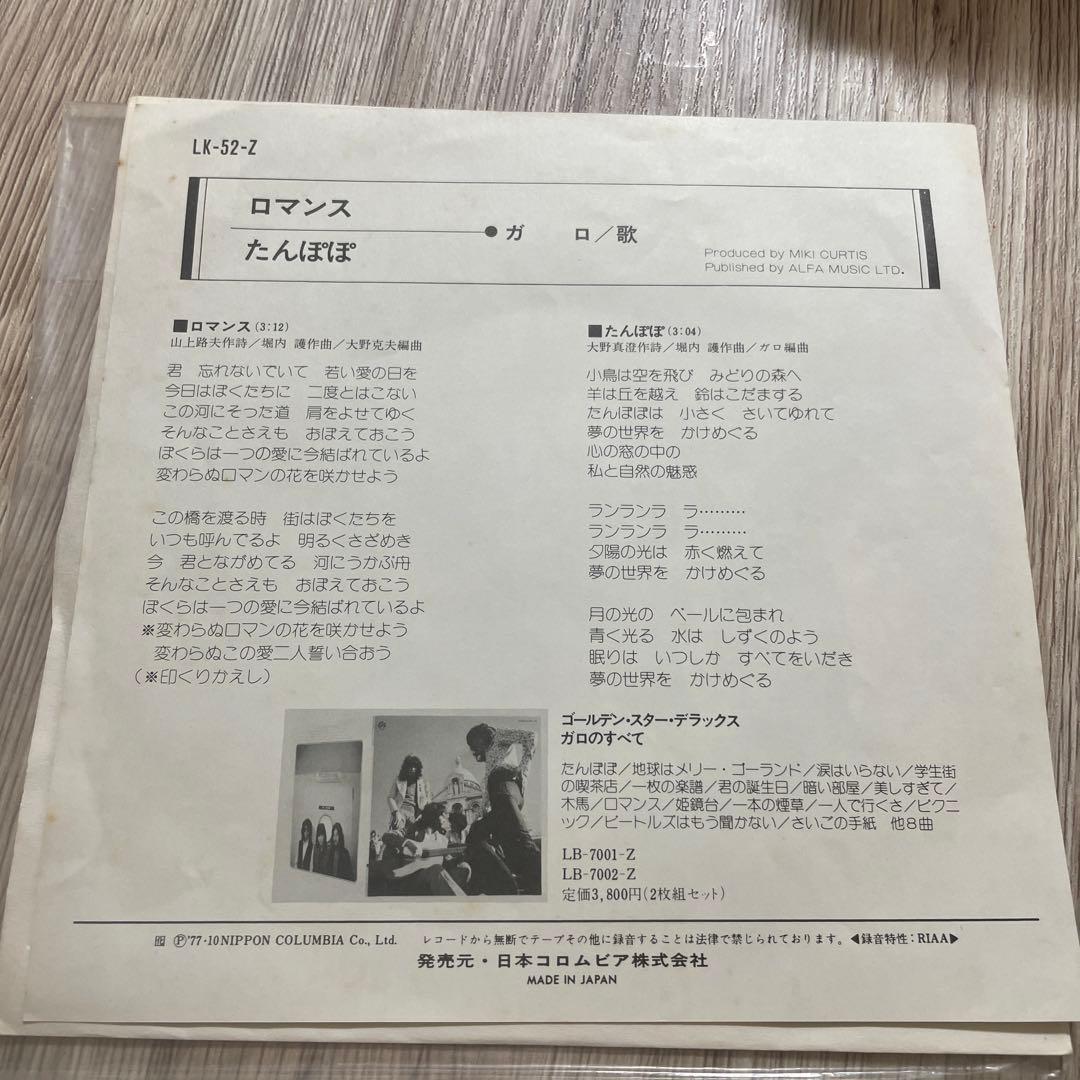 LK-52-Z
ロマンス
たんぽぽ
●ガ　ロ/歌
Produced by MIKI CURTIS
Published by ALFA MUSIC LTD.
■ロマンス(3:12)
山上路夫作詩/堀内 護作曲/大野克夫編曲
君　忘れないでいて　若い愛の日を
今日はぼくたちに　二度とはこない
この河にそった道　肩をよせてゆく
そんなことさえも　おぼえておこう
ぼくらは一つの愛に今結ばれているよ
変わらぬロマンの花を咲かせよう
この橋を渡る時　街はぼくたちを
いつも呼んでるよ　明るくさざめき
今　君とながめてる　河にうかぶ舟
そんなことさえも　おぼえておこう
ぼくらは一つの愛に今結ばれているよ
※変わらぬロマンの花を咲かせよう
変わらぬこの愛二人誓い合おう
(※印くりかえし)
■たんぽぽ(3:04)
大野真澄作詩/堀内 護作曲/ガロ編曲
小鳥は空を飛び　みどりの森へ
羊は丘を越え　鈴はこだまする
たんぽぽは　小さく　さいてゆれて
夢の世界を　かけめぐる
心の窓の中の
私と自然の魅惑
ランランラ　ラ………
ランランラ　ラ………
夕陽の光は　赤く燃えて
夢の世界を　かけめぐる
月の光の　ベールに包まれ
青く光る　水は　しずくのよう
眠りは　いつしか　すべてをいだき
夢の世界を　かけめぐる
ゴールデン・スター・デラックス
ガロのすべて
たんぽぽ/地球はメリー・ゴーランド/涙はいらない/学生街
の喫茶店/一枚の楽譜/君の誕生日/暗い部屋/美しすぎて/
木馬/ロマンス/姫鏡台/一本の煙草/一人で行くさ/ピクニ
ック/ビートルズはもう聞かない/さいごの手紙　他8曲
LB-7001-Z
LB-7002-Z
定価3,800円(2枚組セット)
Ⓟ'77・10 NIPPON COLUMBIA Co., Ltd.　レコードから無断でテープその他に録音することは法律で禁じられております。◀録音特性:RIAA▶
発売元・日本コロムビア株式会社
MADE IN JAPAN